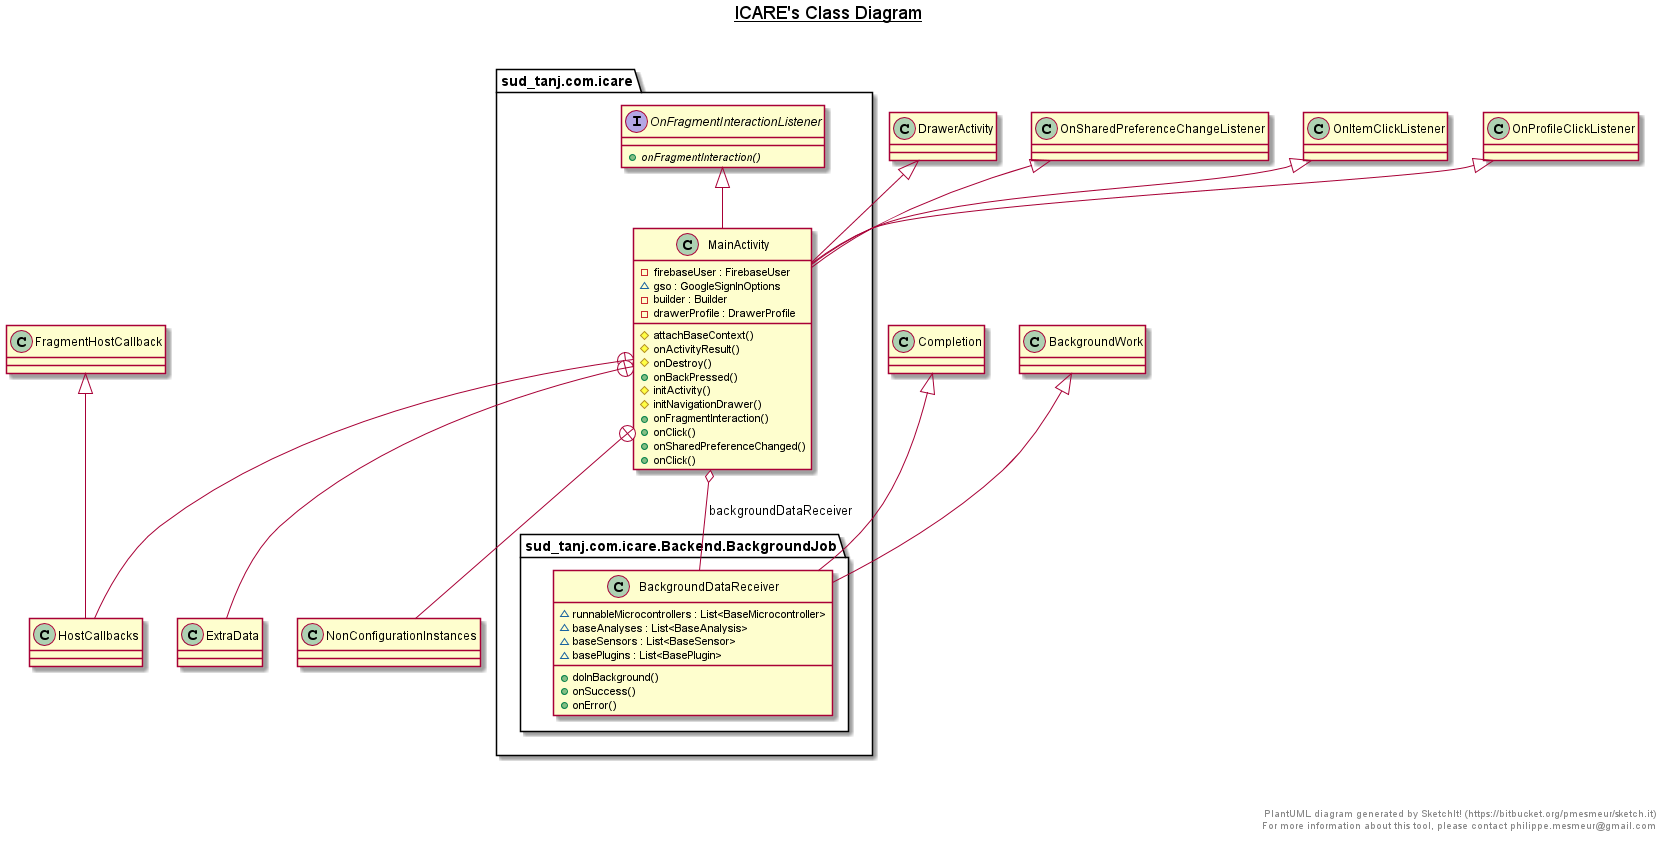 ICARE's Class Diagram
sud_tanj.com.icare
I OnFragmentInteractionListener
onFragmentInteraction()
C DrawerActivity
C OnSharedPreferenceChangeListener
C OnItemClickListener
C OnProfileClickListener
C MainActivity
firebaseUser : FirebaseUser
gso : GoogleSignInOptions
builder : Builder
drawerProfile : DrawerProfile
attachBaseContext()
onActivityResult()
onDestroy()
onBackPressed()
initActivity()
initNavigationDrawer()
onFragmentInteraction()
onClick()
onSharedPreferenceChanged()
onClick()
C FragmentHostCallback
C Completion
C BackgroundWork
backgroundDataReceiver
sud_tanj.com.icare.Backend.BackgroundJob
C BackgroundDataReceiver
runnableMicrocontrollers : List<BaseMicrocontroller>
baseAnalyses : List<BaseAnalysis>
baseSensors : List<BaseSensor>
basePlugins : List<BasePlugin>
doInBackground()
onSuccess()
onError()
C HostCallbacks
C ExtraData
C NonConfigurationInstances
PlantUML diagram generated by SketchIt! (https://bitbucket.org/pmesmeur/sketch.it)
For more information about this tool, please contact philippe.mesmeur@gmail.com